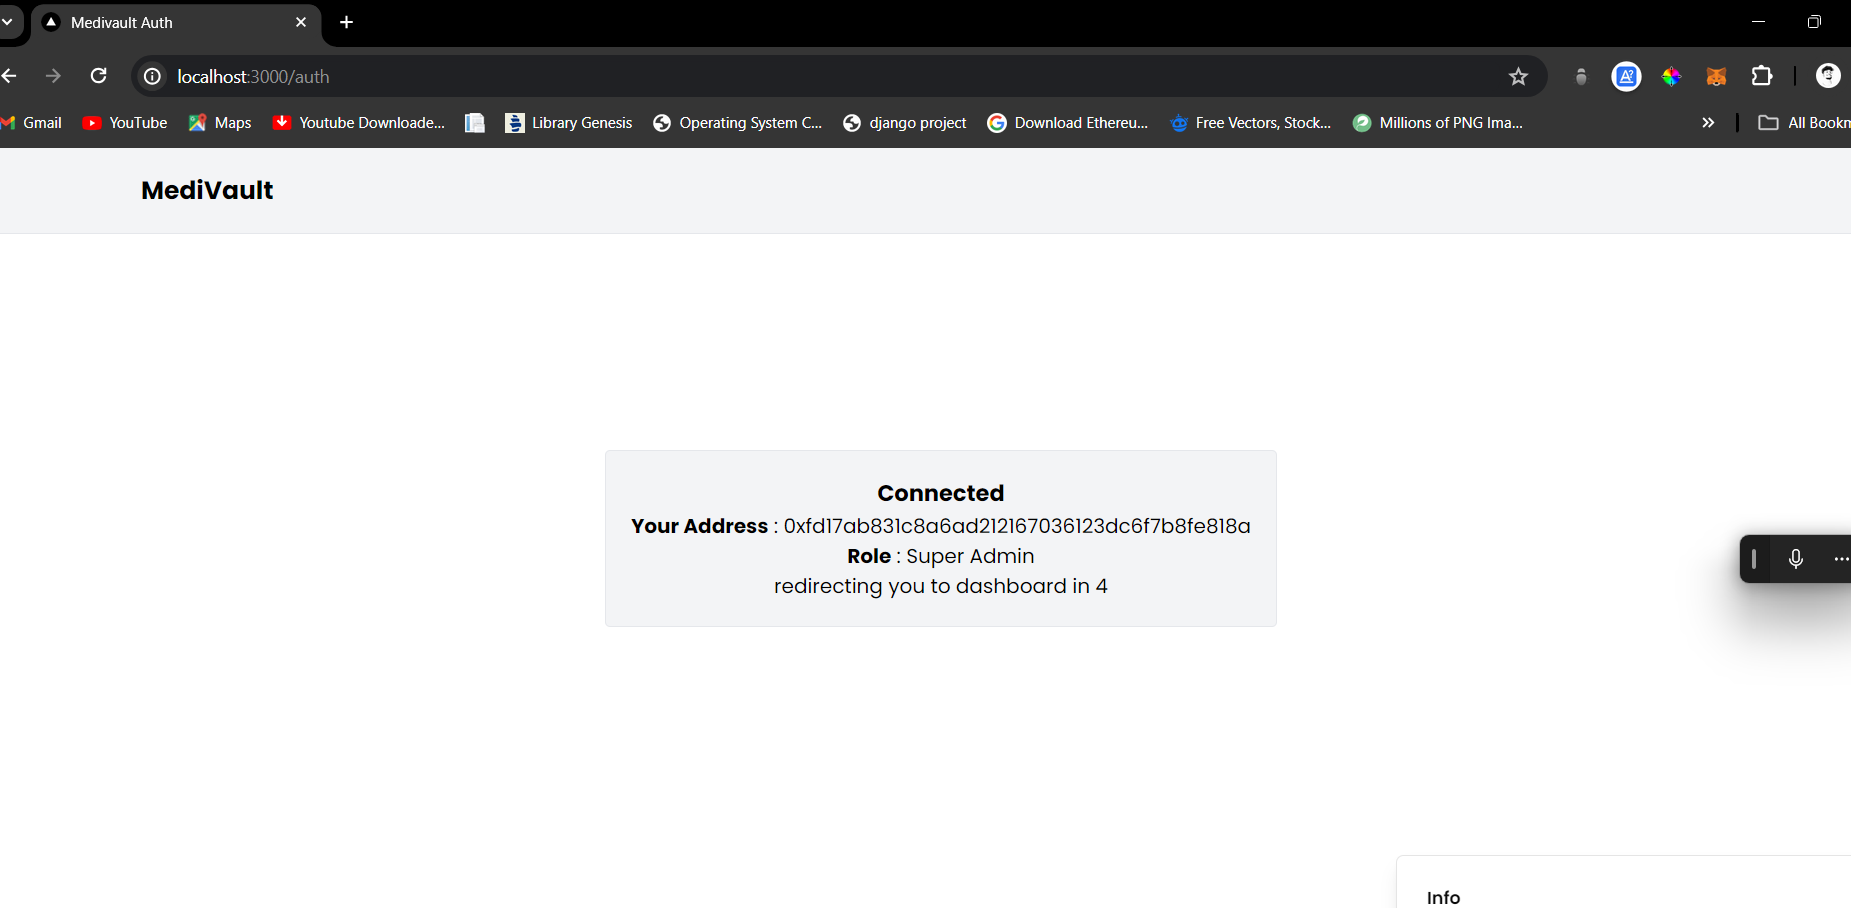 Medivault Auth
localhost:3000/auth
Gmail YouTube Maps Youtube Downloade... Library Genesis Operating System C... django project Download Ethereu... Free Vectors, Stock... Millions of PNG Ima... All Bookm
MediVault
Connected
Your Address : 0xfd17ab831c8a6ad212167036123dc6f7b8fe818a
Role : Super Admin
redirecting you to dashboard in 4
Info